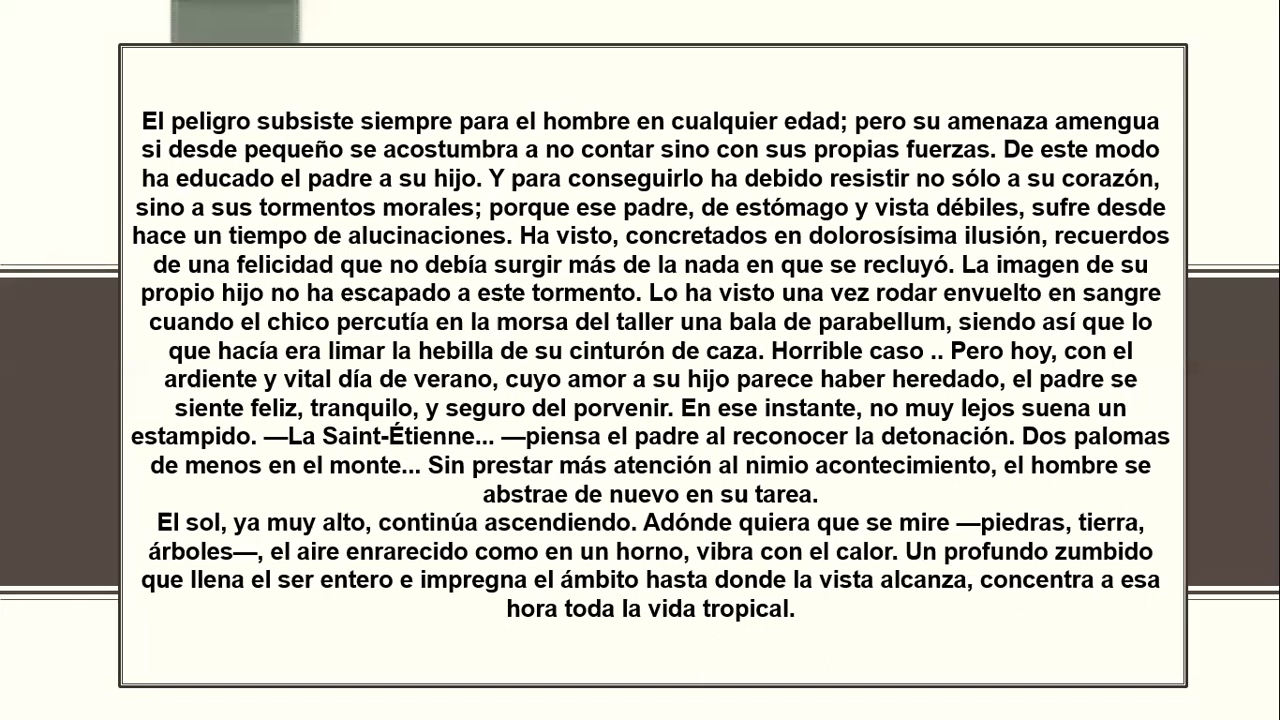 El peligro subsiste siempre para el hombre en cualquier edad; pero su amenaza amengua
si desde pequeño se acostumbra a no contar sino con sus propias fuerzas. De este modo
ha educado el padre a su hijo. Y para conseguirlo ha debido resistir no sólo a su corazón,
sino a sus tormentos morales; porque ese padre, de estómago y vista débiles, sufre desde
hace un tiempo de alucinaciones. Ha visto, concretados en dolorosísima ilusión, recuerdos
de una felicidad que no debía surgir más de la nada en que se recluyó. La imagen de su
propio hijo no ha escapado a este tormento. Lo ha visto una vez rodar envuelto en sangre
cuando el chico percutía en la morsa del taller una bala de parabellum, siendo así que lo
que hacía era limar la hebilla de su cinturón de caza. Horrible caso .. Pero hoy, con el
ardiente y vital día de verano, cuyo amor a su hijo parece haber heredado, el padre se
siente feliz, tranquilo, y seguro del porvenir. En ese instante, no muy lejos suena un
estampido. —La Saint-Étienne... —piensa el padre al reconocer la detonación. Dos palomas
de menos en el monte... Sin prestar más atención al nimio acontecimiento, el hombre se
abstrae de nuevo en su tarea.
El sol, ya muy alto, continúa ascendiendo. Adónde quiera que se mire —piedras, tierra,
árboles—, el aire enrarecido como en un horno, vibra con el calor. Un profundo zumbido
que llena el ser entero e impregna el ámbito hasta donde la vista alcanza, concentra a esa
hora toda la vida tropical.